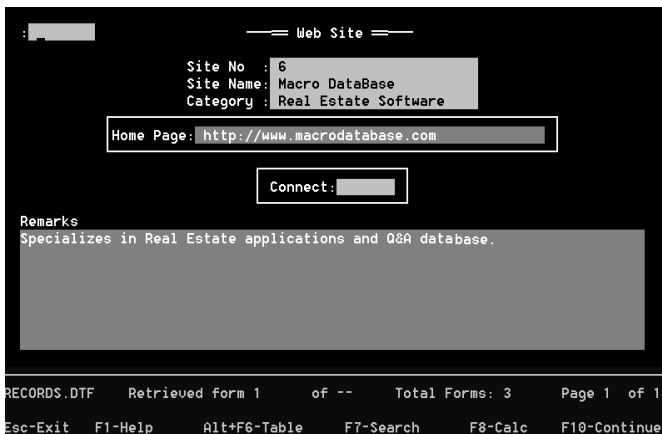 : _
Web Site
Site No : 6
Site Name: Macro DataBase
Category : Real Estate Software
Home Page: http://www.macrodatabase.com
Connect:
Remarks
Specializes in Real Estate applications and Q&A database.
RECORDS.DTF Retrieved form 1 of -- Total Forms: 3 Page 1 of 1
Esc-Exit F1-Help Alt+F6-Table F7-Search F8-Calc F10-Continue